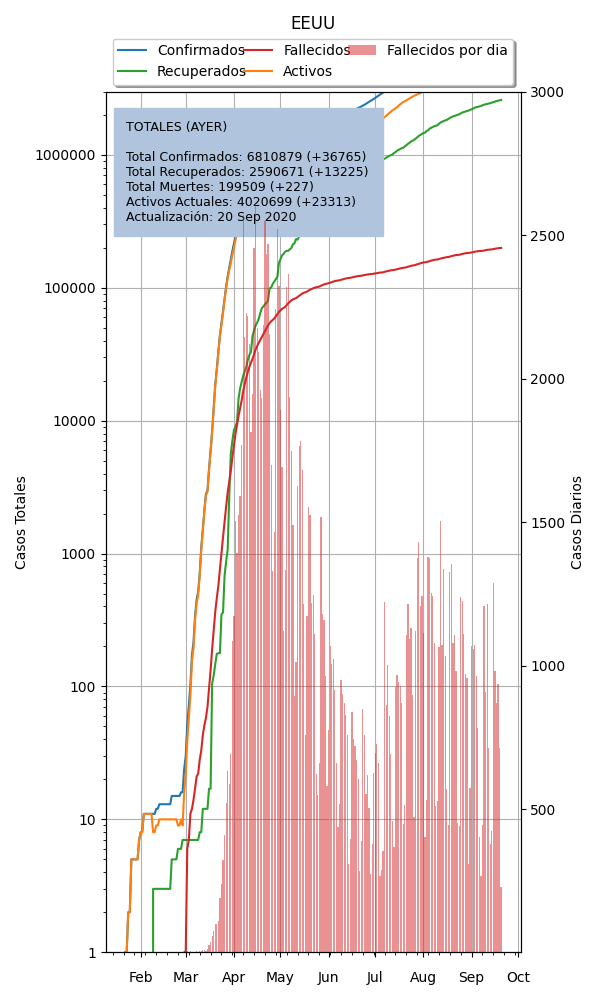 EEUU
Confirmados
Recuperados
Fallecidos
Activos
Fallecidos por dia
TOTALES (AYER)
Total Confirmados: 6810879 (+36765)
Total Recuperados: 2590671 (+13225)
Total Muertes: 199509 (+227)
Activos Actuales: 4020699 (+23313)
Actualización: 20 Sep 2020
Casos Totales
1000000
100000
10000
1000
100
10
1
Casos Diarios
3000
2500
2000
1500
1000
500
Feb Mar Apr May Jun Jul Aug Sep Oct